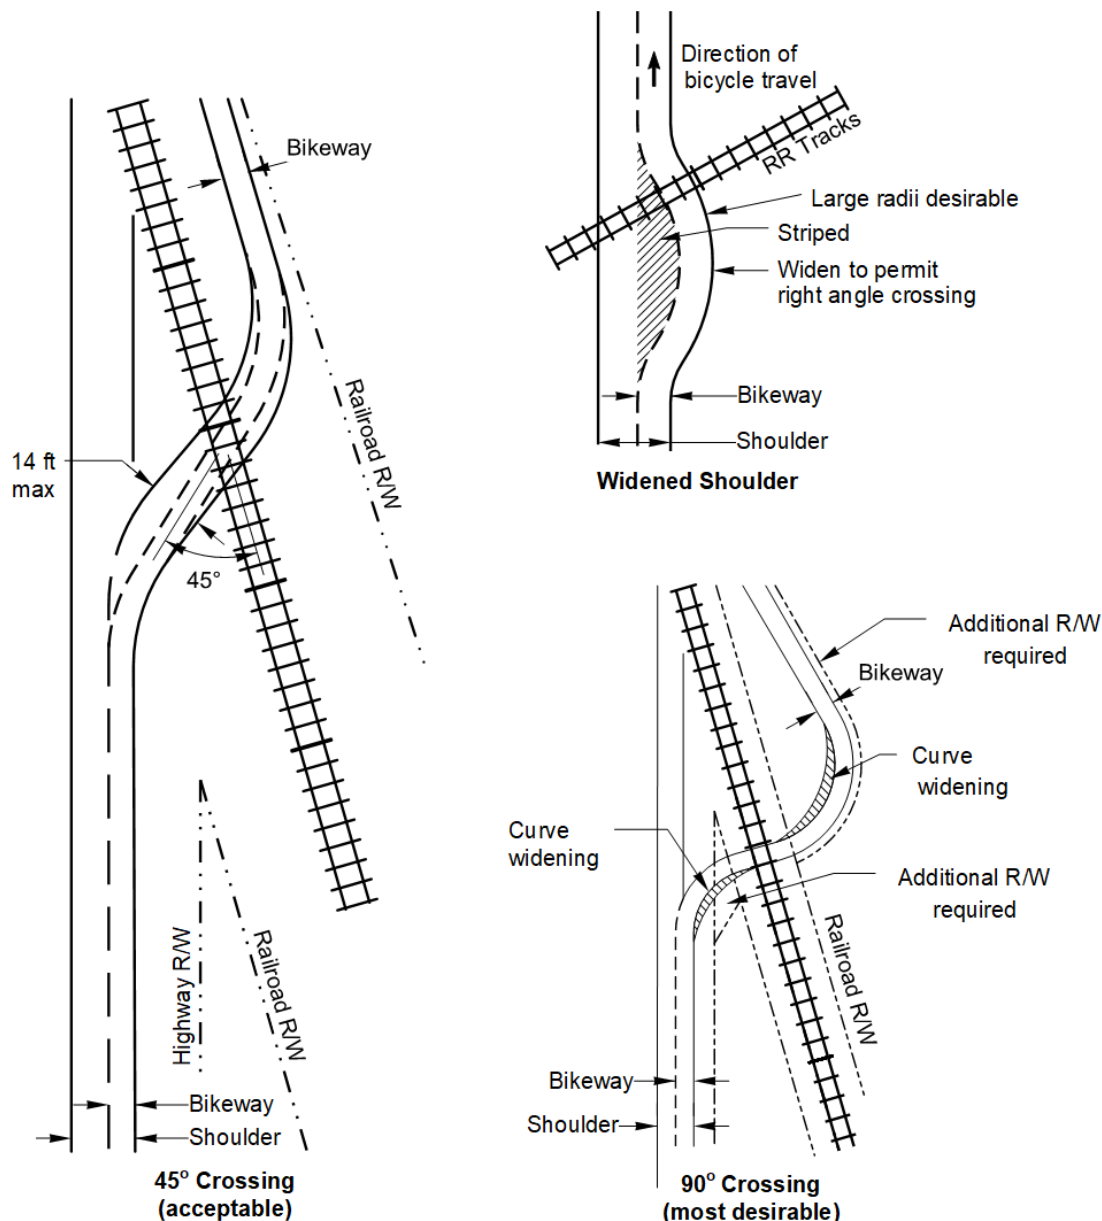 Bikeway
14 ft
max
45°
Railroad R/W
Highway R/W
Railroad R/W
Bikeway
Shoulder
45° Crossing
(acceptable)
Direction of
bicycle travel
RR Tracks
Large radii desirable
Striped
Widen to permit
right angle crossing
Bikeway
Shoulder
Widened Shoulder
Additional R/W
required
Bikeway
Curve
widening
Curve
widening
Additional R/W
required
Railroad R/W
Bikeway
Shoulder
90° Crossing
(most desirable)